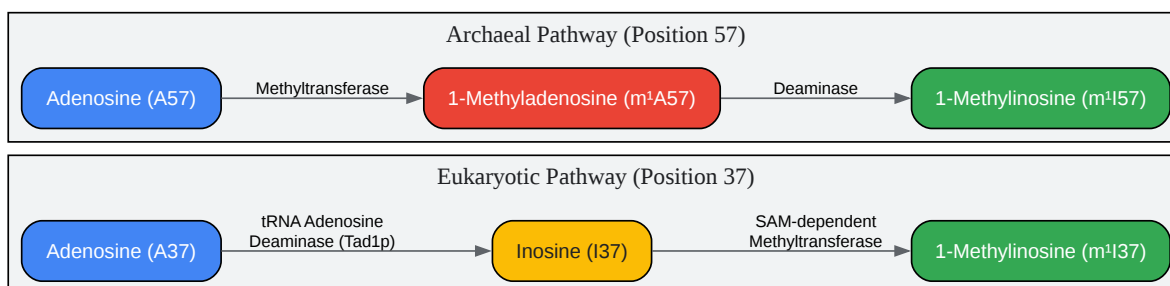 Archaeal Pathway (Position 57)
Adenosine (A57)
Methyltransferase
1-Methyladenosine (m¹A57)
Deaminase
1-Methylinosine (m¹I57)
Eukaryotic Pathway (Position 37)
Adenosine (A37)
tRNA Adenosine
Deaminase (Tad1p)
Inosine (I37)
SAM-dependent
Methyltransferase
1-Methylinosine (m¹I37)